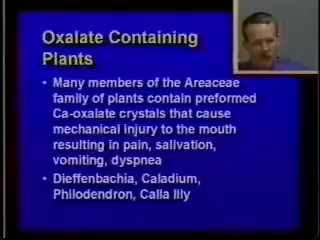 Oxalate Containing
Plants
• Many members of the Areaceae
family of plants contain preformed
Ca-oxalate crystals that cause
mechanical injury to the mouth
resulting in pain, salivation,
vomiting, dyspnea
• Dieffenbachia, Caladium,
Philodendron, Calla lily